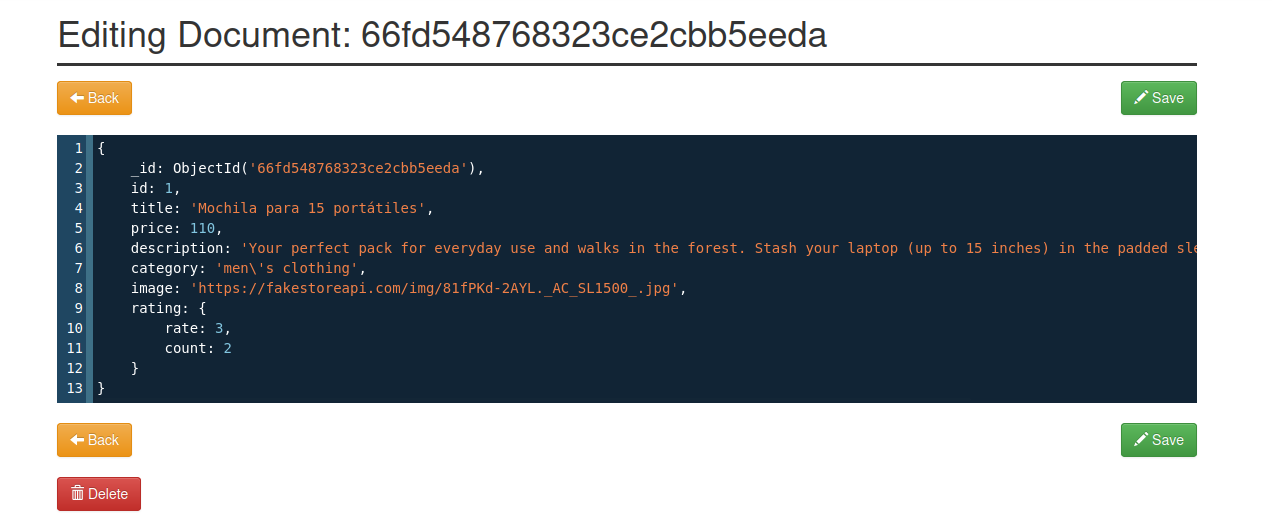 Editing Document: 66fd548768323ce2cbb5eeda
Back
Save
1 {
2     _id: ObjectId('66fd548768323ce2cbb5eeda'),
3     id: 1,
4     title: 'Mochila para 15 portátiles',
5     price: 110,
6     description: 'Your perfect pack for everyday use and walks in the forest. Stash your laptop (up to 15 inches) in the padded sle
7     category: 'men\'s clothing',
8     image: 'https://fakestoreapi.com/img/81fPKd-2AYL._AC_SL1500_.jpg',
9     rating: {
10         rate: 3,
11         count: 2
12     }
13 }
Back
Save
Delete